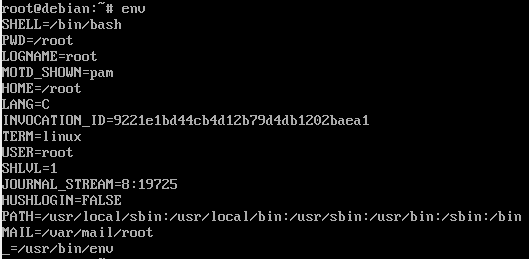 root@debian:~# env
SHELL=/bin/bash
PWD=/root
LOGNAME=root
MOTD_SHOWN=pam
HOME=/root
LANG=C
INVOCATION_ID=9221e1bd44cb4d12b79d4db1202baea1
TERM=linux
USER=root
SHLVL=1
JOURNAL_STREAM=8:19725
HUSHLOGIN=FALSE
PATH=/usr/local/sbin:/usr/local/bin:/usr/sbin:/usr/bin:/sbin:/bin
MAIL=/var/mail/root
_=/usr/bin/env